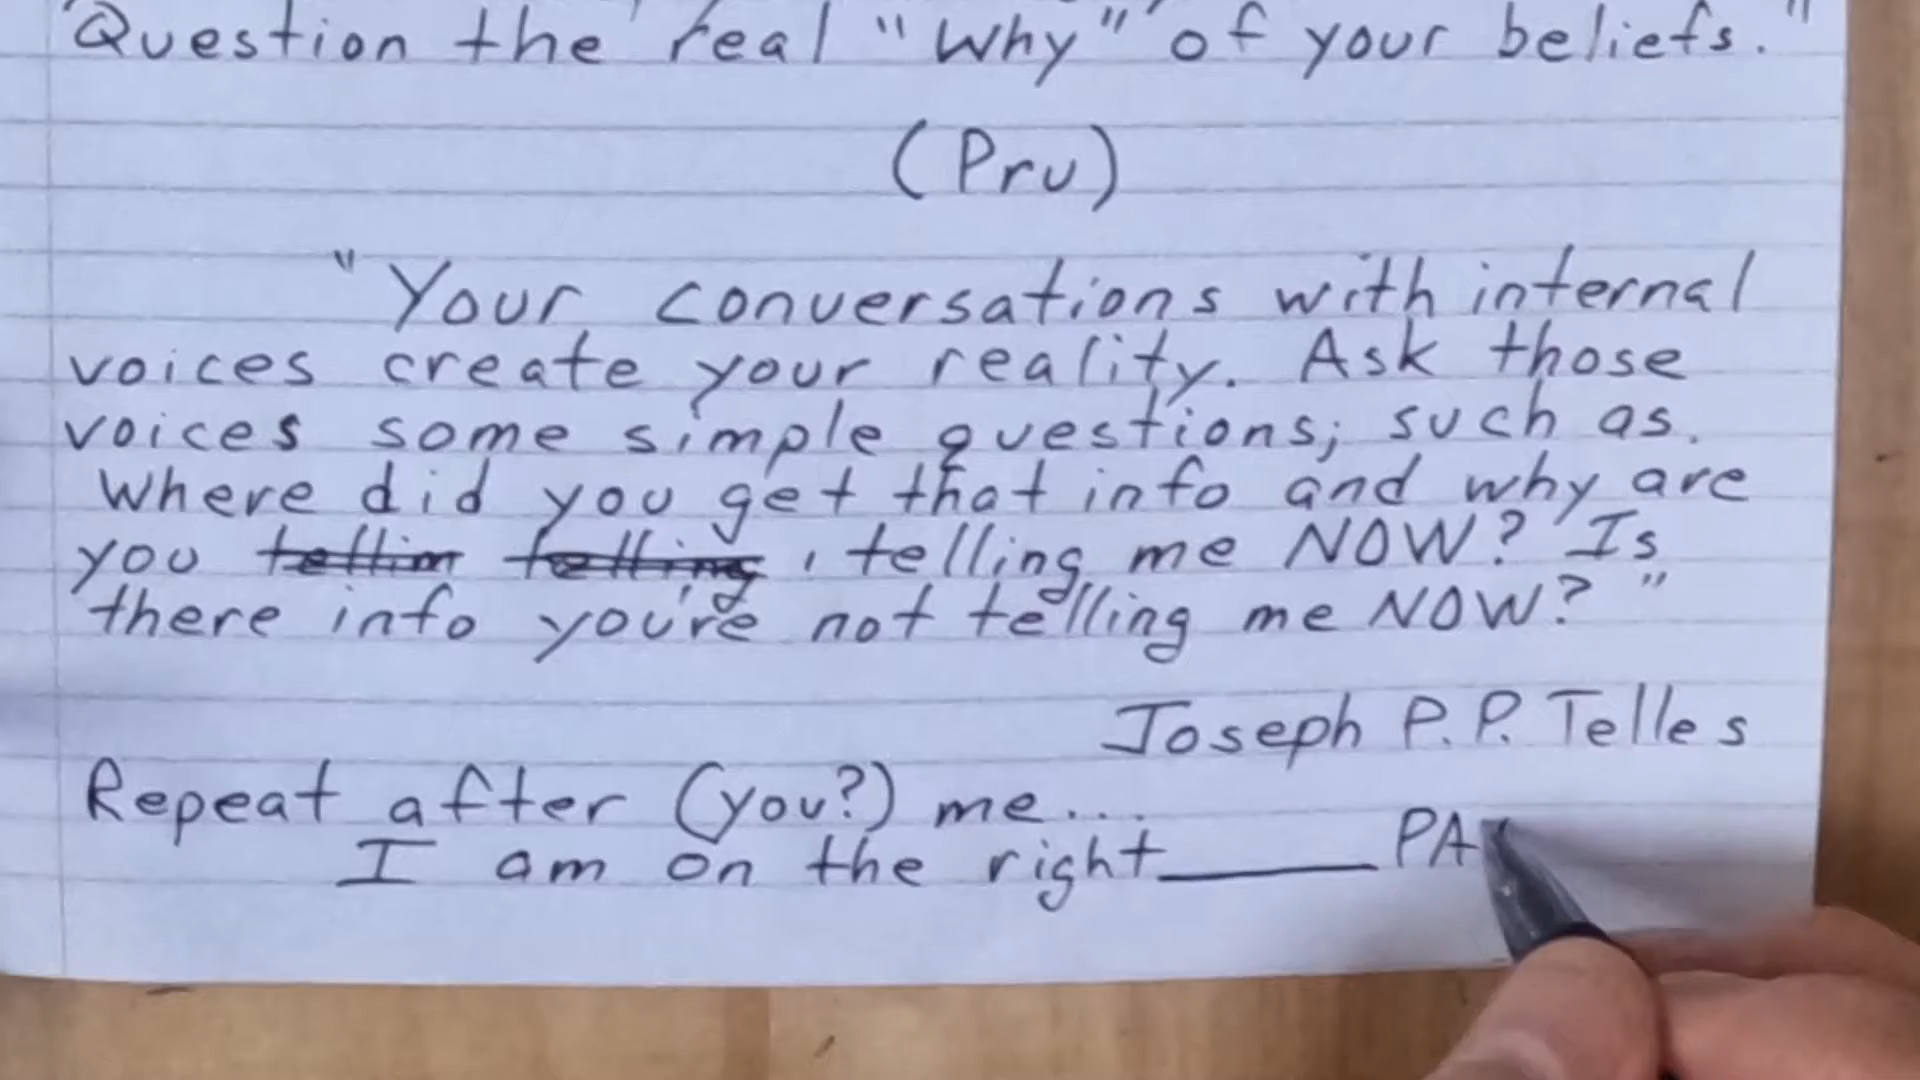 Question the real "Why" of your beliefs."
(Pru)
"Your conversations with internal
voices create your reality. Ask those
voices some simple questions; such as.
Where did you get that info and why are
you tellim telling, telling me NOW? Is
there info you're not telling me NOW?"
Joseph P. P. Telles
Repeat after (you?) me...
I am on the right____ PA